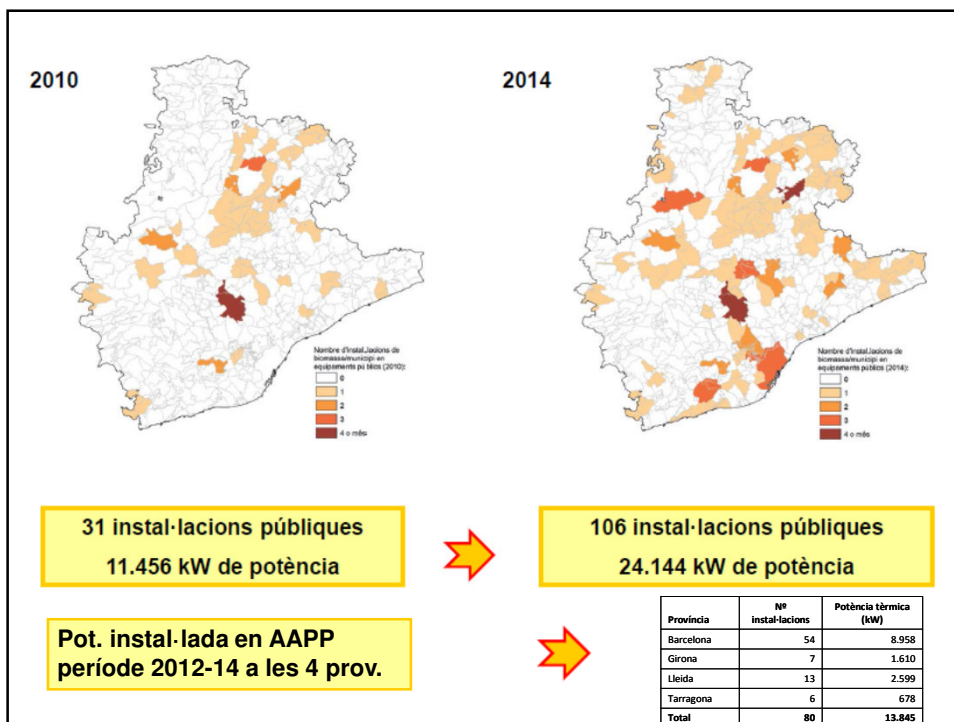 2010
2014
Nombre d'instal.lacions de
biomassa/municipi en
equipaments públics (2010):
0
1
2
3
4 o més
Nombre d'instal.lacions de
biomassa/municipi en
equipaments públics (2014):
0
1
2
3
4 o més
31 instal·lacions públiques
11.456 kW de potència
106 instal·lacions públiques
24.144 kW de potència
Pot. instal·lada en AAPP
període 2012-14 a les 4 prov.
Província Nº instal·lacions Potència tèrmica (kW)
Barcelona 54 8.958
Girona 7 1.610
Lleida 13 2.599
Tarragona 6 678
Total 80 13.845